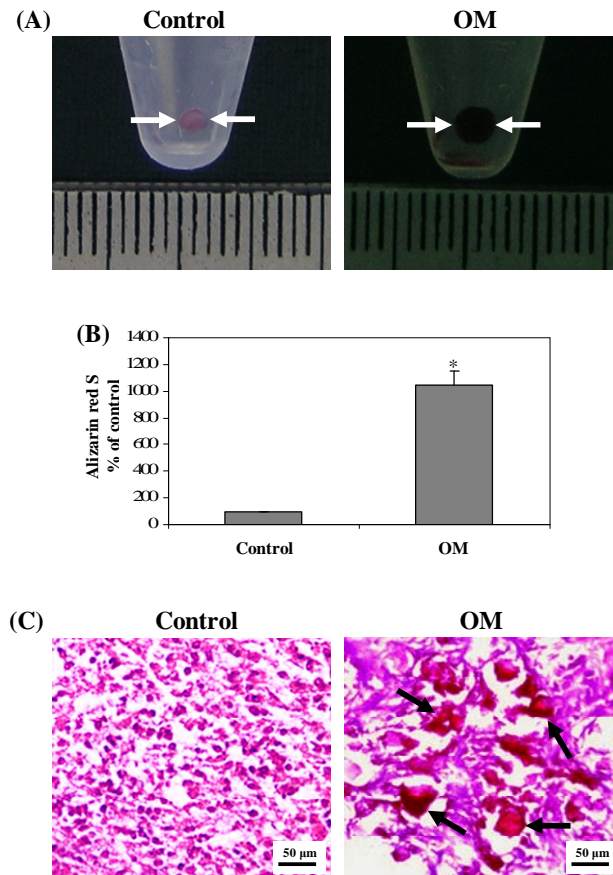 (A)
Control
OM
(B)
1400
1200
1000
800
600
400
200
0
Alizarin red S
% of control
*
Control
OM
(C)
Control
OM
50 µm
50 µm